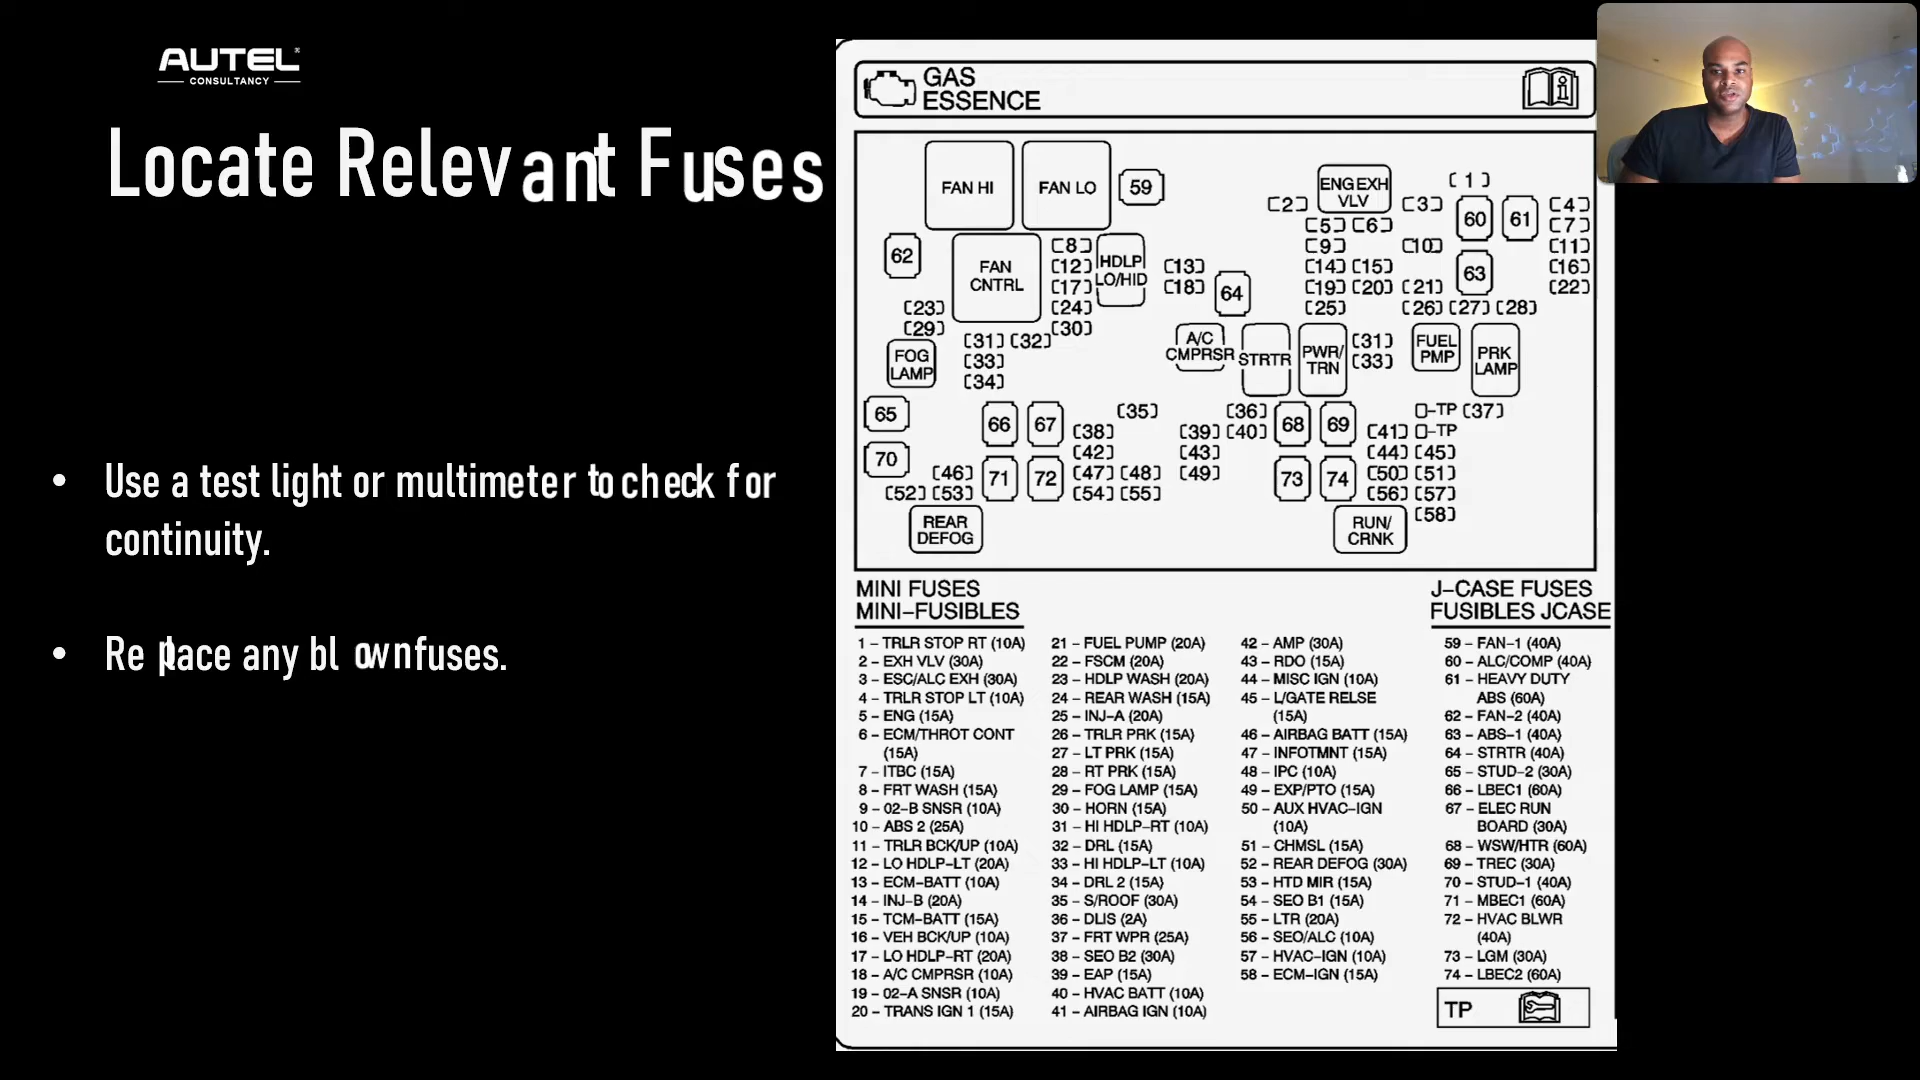 AUTEL
CONSULTANCY
Locate Relevant Fuses
• Use a test light or multimeter to check for
continuity.
• Replace any blown fuses.
GAS
ESSENCE
FAN HI
FAN LO
59
ENG EXH
VLV
[1]
[2]
[3]
60
61
[4]
[5] [6]
[7]
62
FAN
CNTRL
[8]
HDLP
LO/HID
[9]
[10]
[11]
[12]
[13]
[14] [15]
63
[16]
[17]
[18]
64
[19] [20]
[21]
[22]
[23]
[24]
[25]
[26] [27] [28]
[29]
[30]
FOG
LAMP
[31] [32]
[33]
[34]
A/C
CMPRSR
STRTR
PWR/
TRN
[31]
[33]
FUEL
PMP
PRK
LAMP
65
66
67
[35]
[36]
68
69
-TP [37]
[38]
[39] [40]
[41] -TP
70
[42]
[43]
[44] [45]
[46]
71
72
[47] [48]
[49]
73
74
[50] [51]
[52] [53]
[54] [55]
[56] [57]
REAR
DEFOG
RUN/
CRNK
[58]
MINI FUSES
MINI-FUSIBLES
1 - TRLR STOP RT (10A)
2 - EXH VLV (30A)
3 - ESC/ALC EXH (30A)
4 - TRLR STOP LT (10A)
5 - ENG (15A)
6 - ECM/THROT CONT
(15A)
7 - ITBC (15A)
8 - FRT WASH (15A)
9 - 02-B SNSR (10A)
10 - ABS 2 (25A)
11 - TRLR BCK/UP (10A)
12 - LO HDLP-LT (20A)
13 - ECM-BATT (10A)
14 - INJ-B (20A)
15 - TCM-BATT (15A)
16 - VEH BCK/UP (10A)
17 - LO HDLP-RT (20A)
18 - A/C CMPRSR (10A)
19 - 02-A SNSR (10A)
20 - TRANS IGN 1 (15A)
21 - FUEL PUMP (20A)
22 - FSCM (20A)
23 - HDLP WASH (20A)
24 - REAR WASH (15A)
25 - INJ-A (20A)
26 - TRLR PRK (15A)
27 - LT PRK (15A)
28 - RT PRK (15A)
29 - FOG LAMP (15A)
30 - HORN (15A)
31 - HI HDLP-RT (10A)
32 - DRL (15A)
33 - HI HDLP-LT (10A)
34 - DRL 2 (15A)
35 - S/ROOF (30A)
36 - DLIS (2A)
37 - FRT WPR (25A)
38 - SEO B2 (30A)
39 - EAP (15A)
40 - HVAC BATT (10A)
41 - AIRBAG IGN (10A)
42 - AMP (30A)
43 - RDO (15A)
44 - MISC IGN (10A)
45 - L/GATE RELSE
(15A)
46 - AIRBAG BATT (15A)
47 - INFOTMNT (15A)
48 - IPC (10A)
49 - EXP/PTO (15A)
50 - AUX HVAC-IGN
(10A)
51 - CHMSL (15A)
52 - REAR DEFOG (30A)
53 - HTD MIR (15A)
54 - SEO B1 (15A)
55 - LTR (20A)
56 - SEO/ALC (10A)
57 - HVAC-IGN (10A)
58 - ECM-IGN (15A)
J-CASE FUSES
FUSIBLES JCASE
59 - FAN-1 (40A)
60 - ALC/COMP (40A)
61 - HEAVY DUTY
ABS (60A)
62 - FAN-2 (40A)
63 - ABS-1 (40A)
64 - STRTR (40A)
65 - STUD-2 (30A)
66 - LBEC1 (60A)
67 - ELEC RUN
BOARD (30A)
68 - WSW/HTR (60A)
69 - TREC (30A)
70 - STUD-1 (40A)
71 - MBEC1 (60A)
72 - HVAC BLWR
(40A)
73 - LGM (30A)
74 - LBEC2 (60A)
TP